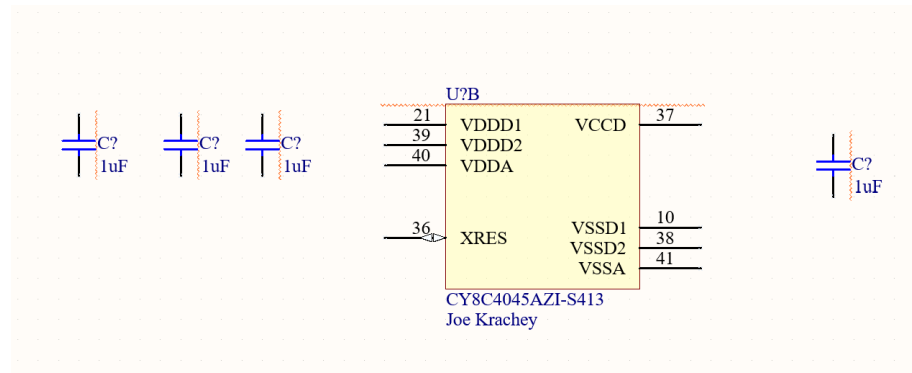 U?B
21 VDDD1 VCCD 37
39 VDDD2
40 VDDA
C? C? C? C?
1uF 1uF 1uF 1uF
36 XRES VSSD1 10
VSSD2 38
VSSA 41
CY8C4045AZI-S413
Joe Krachey